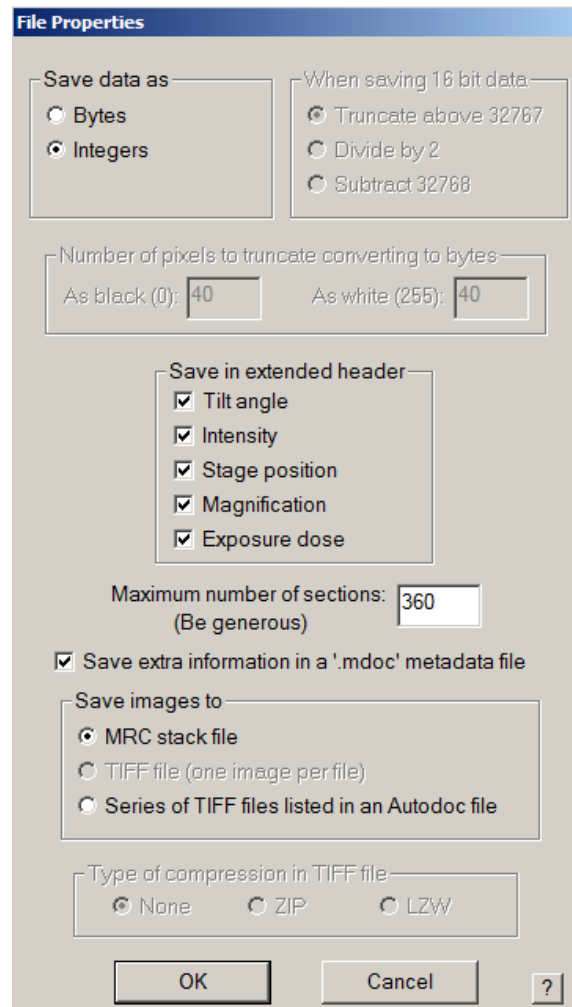 File Properties
Save data as
Bytes
Integers
When saving 16 bit data
Truncate above 32767
Divide by 2
Subtract 32768
Number of pixels to truncate converting to bytes
As black (0): 40 As white (255): 40
Save in extended header
Tilt angle
Intensity
Stage position
Magnification
Exposure dose
Maximum number of sections: 360
(Be generous)
Save extra information in a '.mdoc' metadata file
Save images to
MRC stack file
TIFF file (one image per file)
Series of TIFF files listed in an Autodoc file
Type of compression in TIFF file
None ZIP LZW
OK Cancel ?